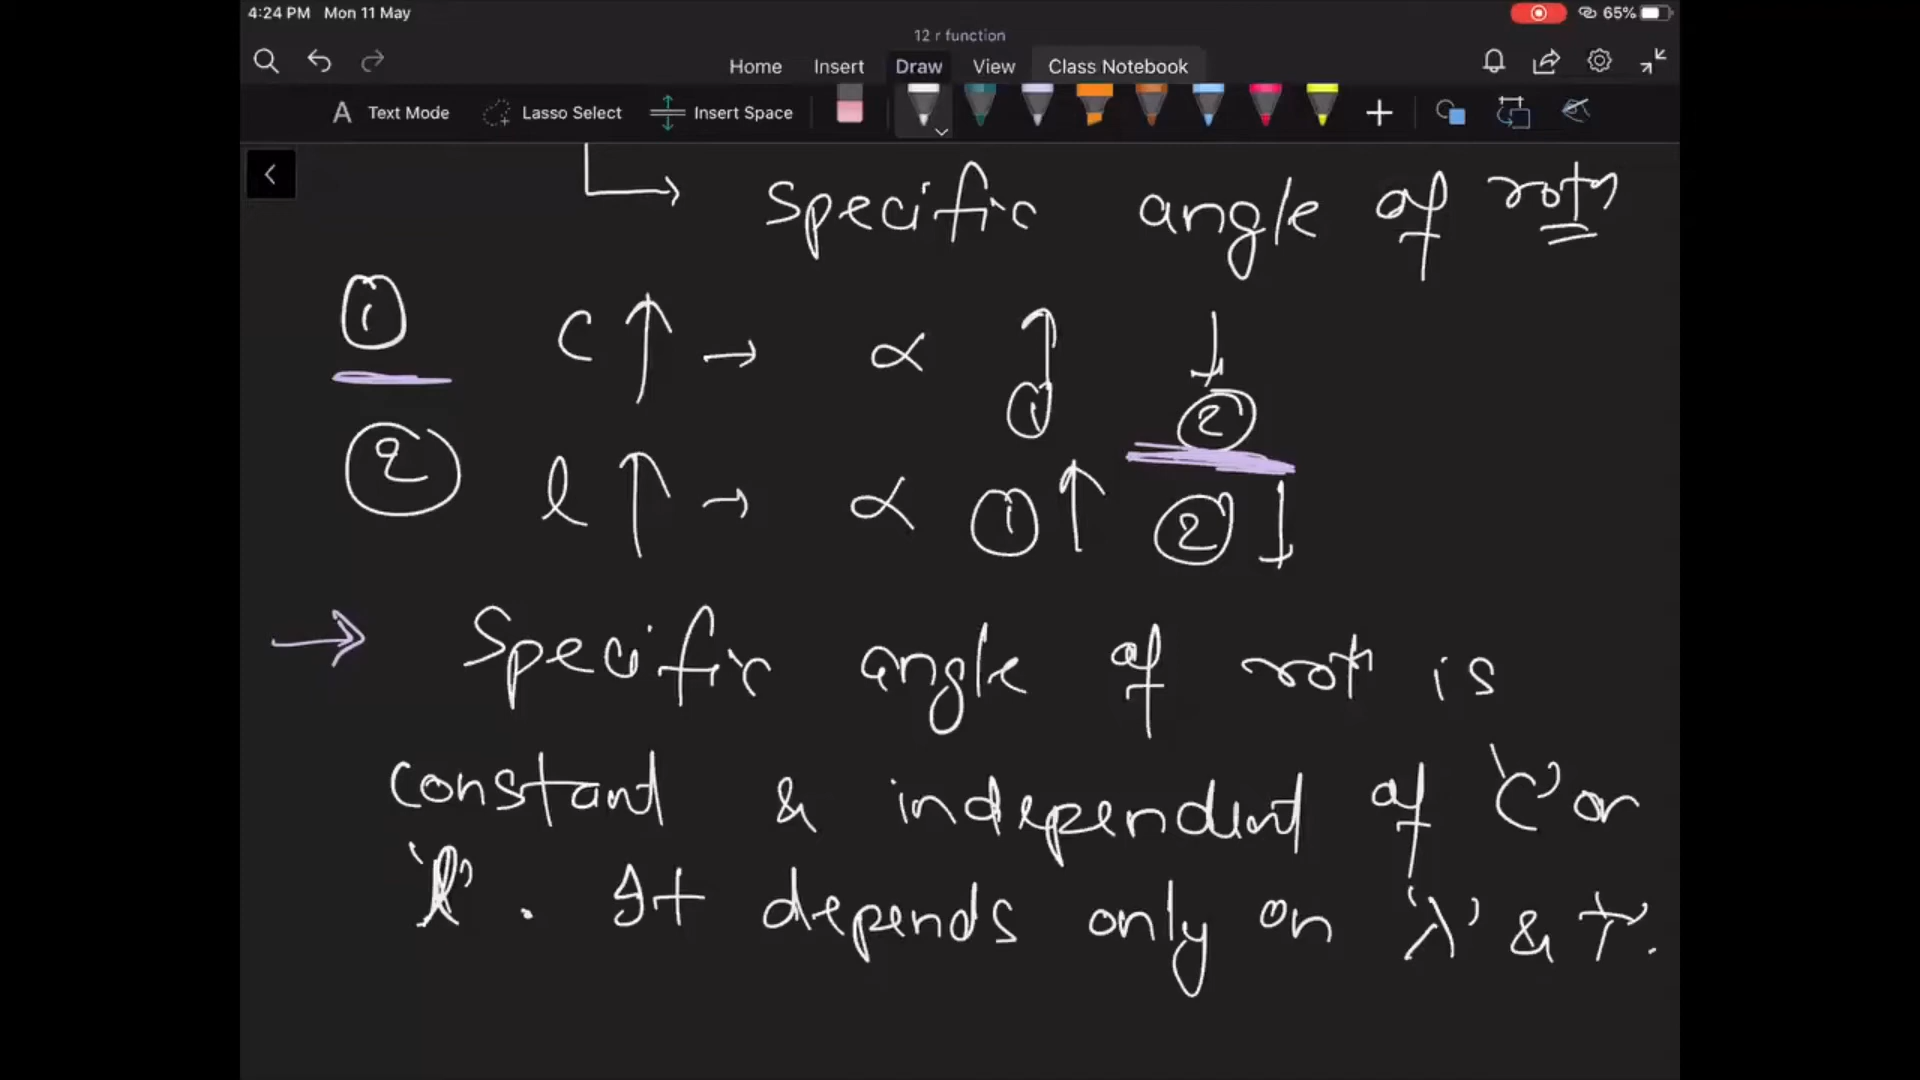 4:24 PM Mon 11 May
65%
12 r function
Home Insert Draw View Class Notebook
A Text Mode Lasso Select Insert Space
Specific angle of rotn
① C ↑ → α ↑ ① ↓ ②
② l ↑ → α ① ↑ ② ↓
→ Specific angle of rotn is
constant & independent of 'C' or
'l'. It depends only on 'λ' & 'T'.